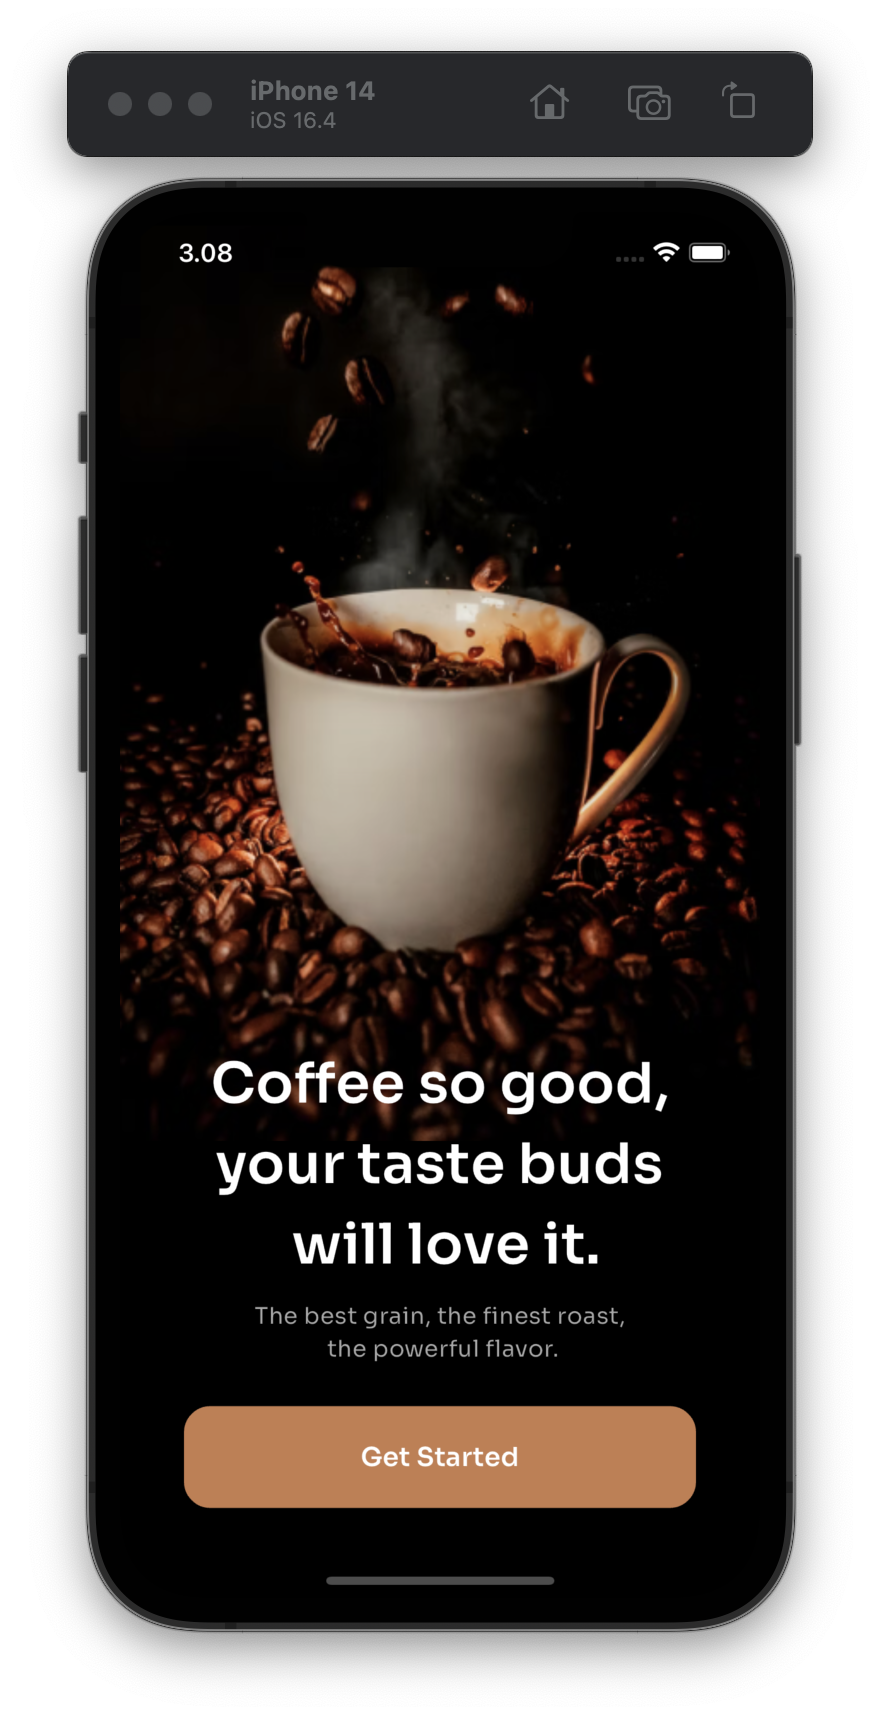 iPhone 14
iOS 16.4
3.08
Coffee so good,
your taste buds
will love it.
The best grain, the finest roast,
the powerful flavor.
Get Started